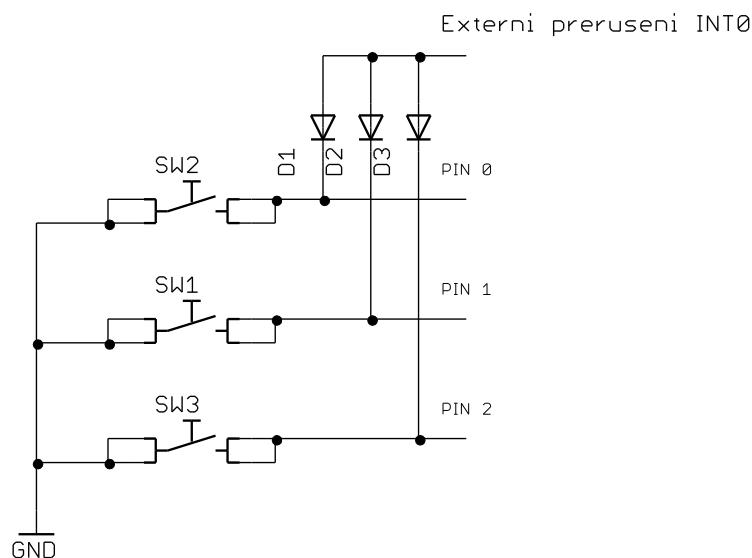 Externi preruseni INT0
D1
D2
D3
SW2
PIN 0
SW1
PIN 1
SW3
PIN 2
GND